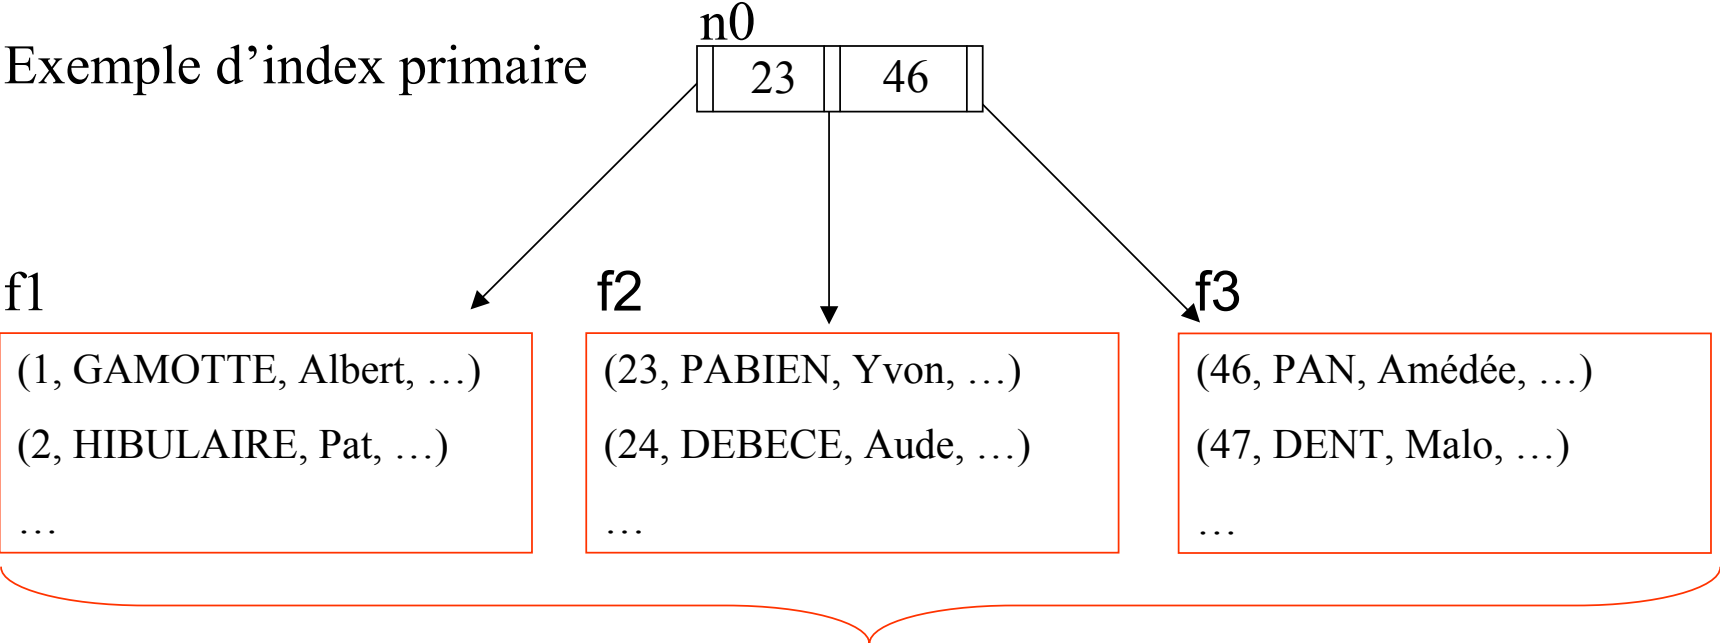 Exemple d’index primaire
n0
23 46
f1
f2
f3
(1, GAMOTTE, Albert, …)
(2, HIBULAIRE, Pat, …)
…
(23, PABIEN, Yvon, …)
(24, DEBECE, Aude, …)
…
(46, PAN, Amédée, …)
(47, DENT, Malo, …)
…